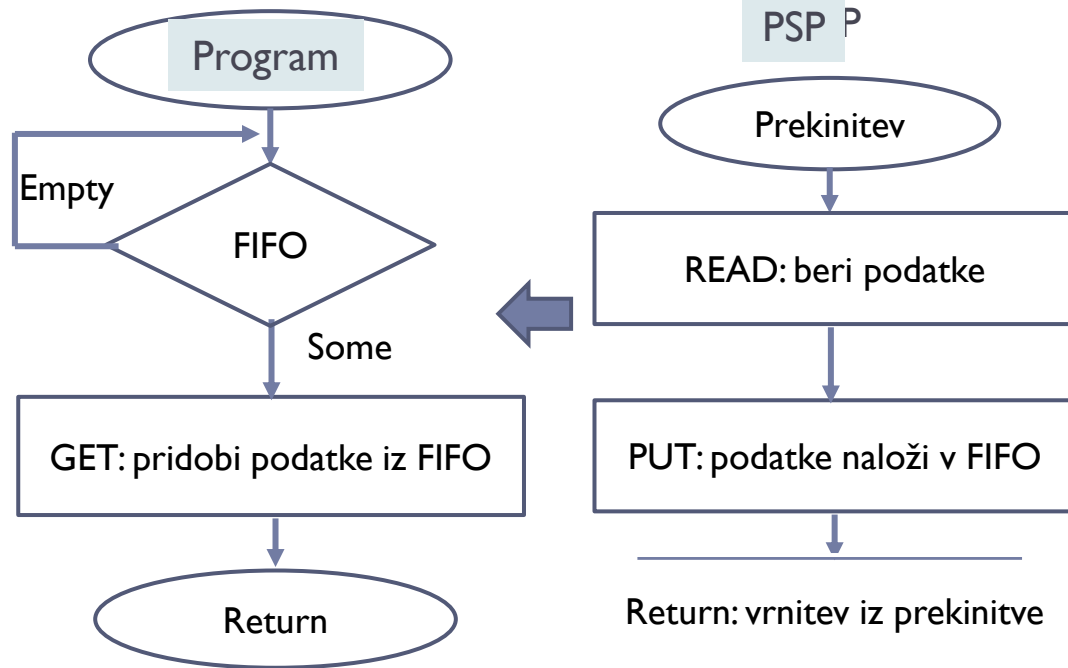 Program
Empty
FIFO
Some
GET: pridobi podatke iz FIFO
Return
PSP P
Prekinitev
READ: beri podatke
PUT: podatke naloži v FIFO
Return: vrnitev iz prekinitve